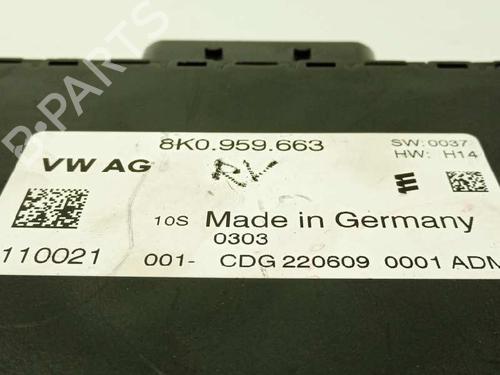 8K0.959.663
SW:0037
HW: H14
VW AG
RV
10S Made in Germany
0303
110021
001- CDG 220609 0001 ADM
B-PARTS